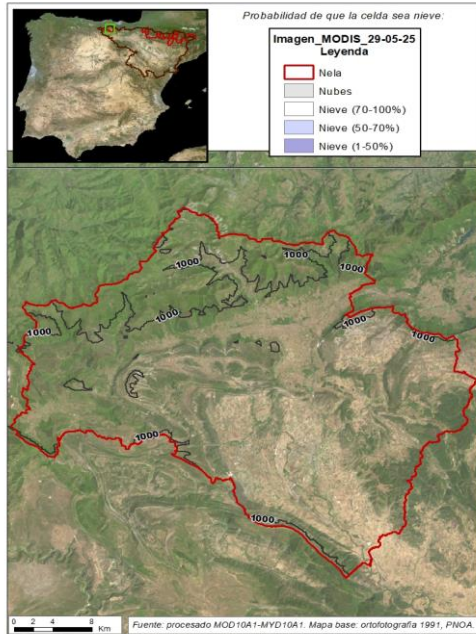 Probabilidad de que la celda sea nieve:
Imagen_MODIS_29-05-25
Leyenda
Nela
Nubes
Nieve (70-100%)
Nieve (50-70%)
Nieve (1-50%)
1000
1000
1000
1000
1000
1000
1000
1000
1000
0 2 4 8
Km
Fuente: procesado MOD10A1-MYD10A1. Mapa base: ortofotografía 1991, PNOA.